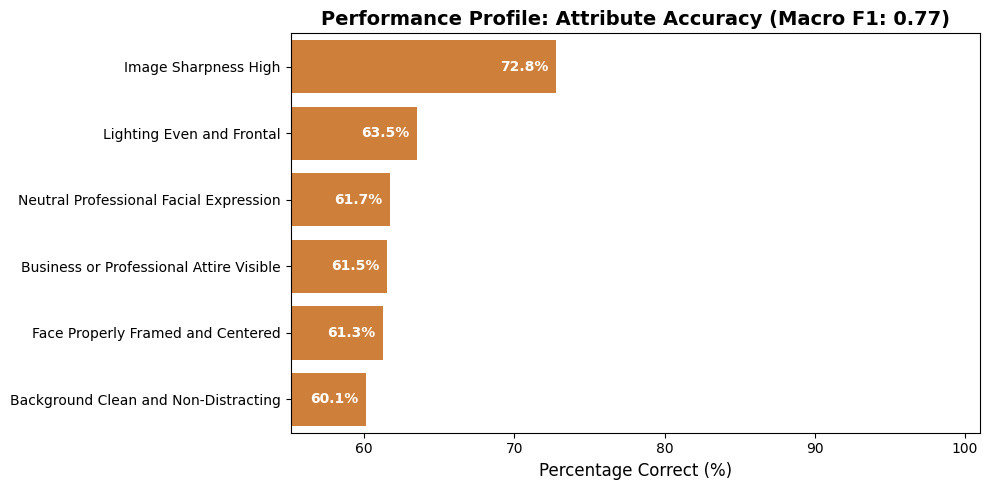 Performance Profile: Attribute Accuracy (Macro F1: 0.77)
Image Sharpness High
72.8%
Lighting Even and Frontal
63.5%
Neutral Professional Facial Expression
61.7%
Business or Professional Attire Visible
61.5%
Face Properly Framed and Centered
61.3%
Background Clean and Non-Distracting
60.1%
60 70 80 90 100
Percentage Correct (%)